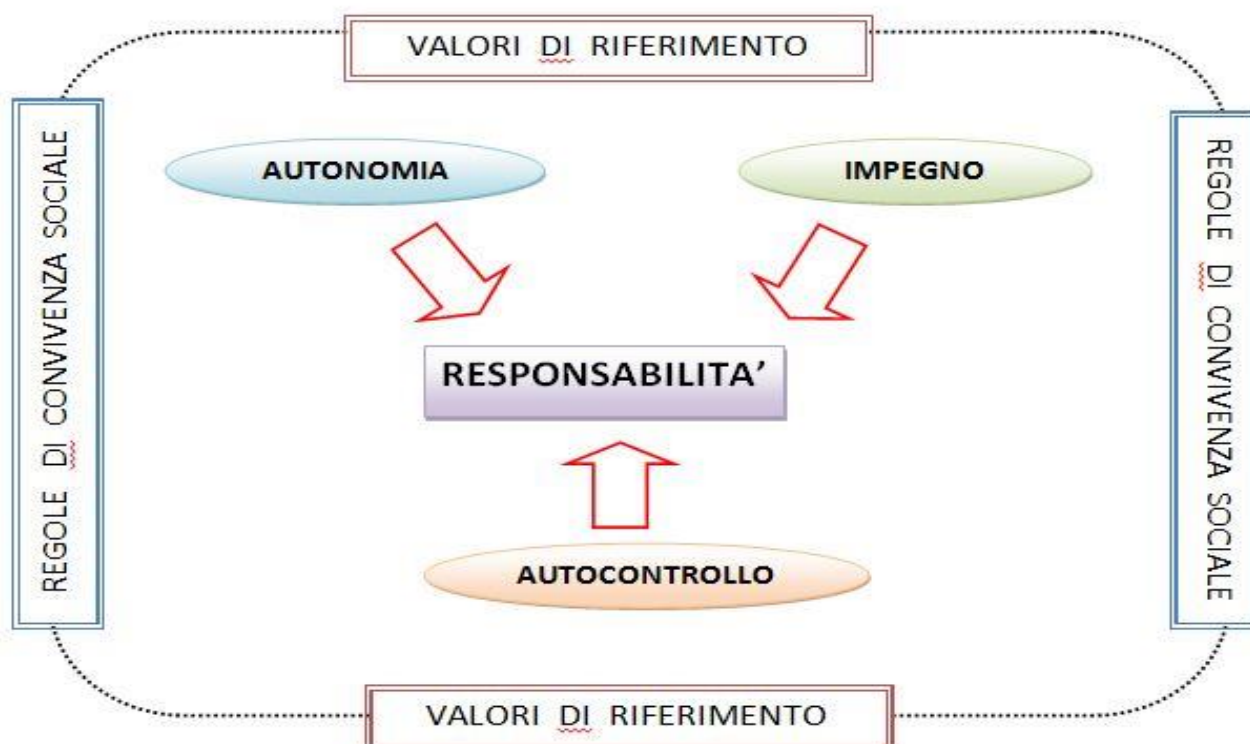 VALORI DI RIFERIMENTO
REGOLE DI CONVIVENZA SOCIALE
AUTONOMIA
IMPEGNO
REGOLE DI CONVIVENZA SOCIALE
RESPONSABILITA’
AUTOCONTROLLO
VALORI DI RIFERIMENTO